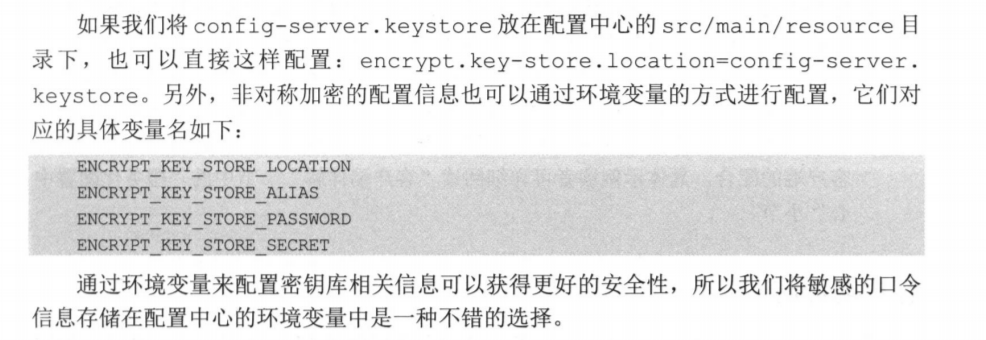 如果我们将 config-server.keystore 放在配置中心的 src/main/resource 目
录下，也可以直接这样配置：encrypt.key-store.location=config-server.
keystore。另外，非对称加密的配置信息也可以通过环境变量的方式进行配置，它们对
应的具体变量名如下：
ENCRYPT_KEY_STORE_LOCATION
ENCRYPT_KEY_STORE_ALIAS
ENCRYPT_KEY_STORE_PASSWORD
ENCRYPT_KEY_STORE_SECRET
通过环境变量来配置密钥库相关信息可以获得更好的安全性，所以我们将敏感的口令
信息存储在配置中心的环境变量中是一种不错的选择。